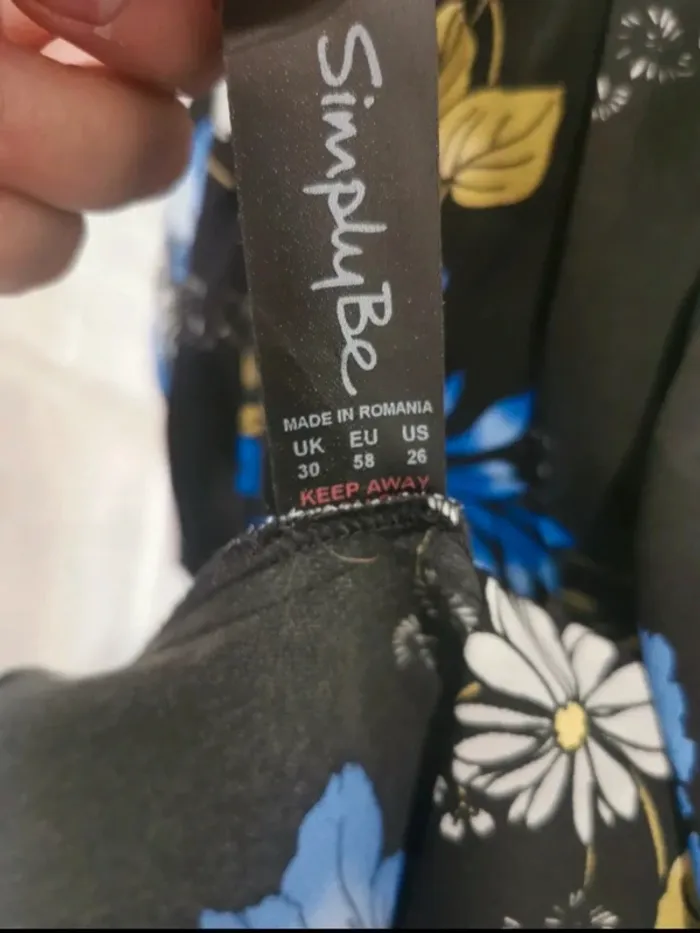 SimplyBe
MADE IN ROMANIA
UK EU US
30 58 26
KEEP AWAY